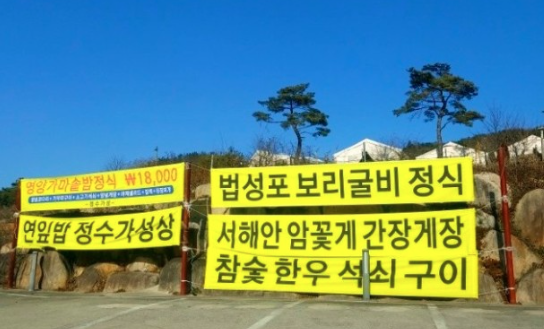 영양가마솥밥정식 ₩18,000
연잎밥 정수가성상
법성포 보리굴비 정식
서해안 암꽃게 간장게장
참숯 한우 석쇠 구이